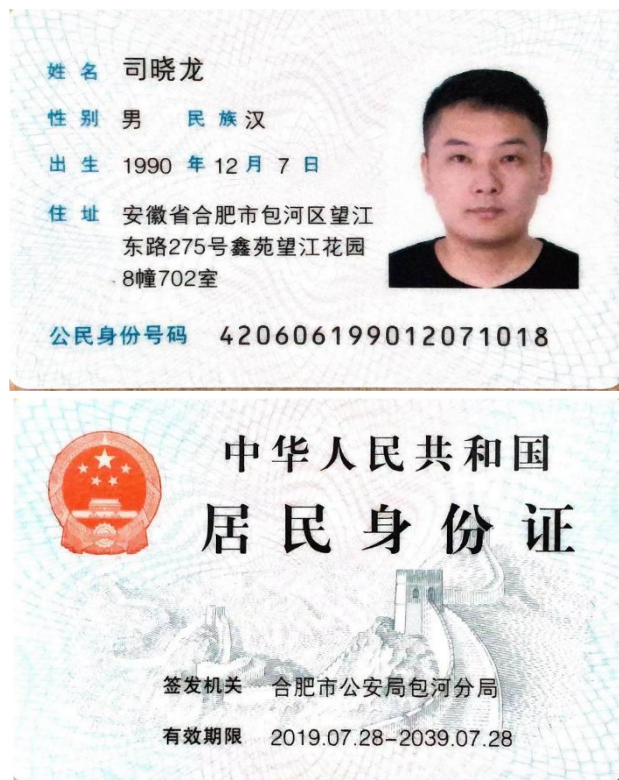 姓名 司晓龙
性别 男 民族 汉
出生 1990 年 12 月 7 日
住址 安徽省合肥市包河区望江
东路275号鑫苑望江花园
8幢702室
公民身份号码 420606199012071018
中华人民共和国
居民身份证
签发机关 合肥市公安局包河分局
有效期限 2019.07.28-2039.07.28